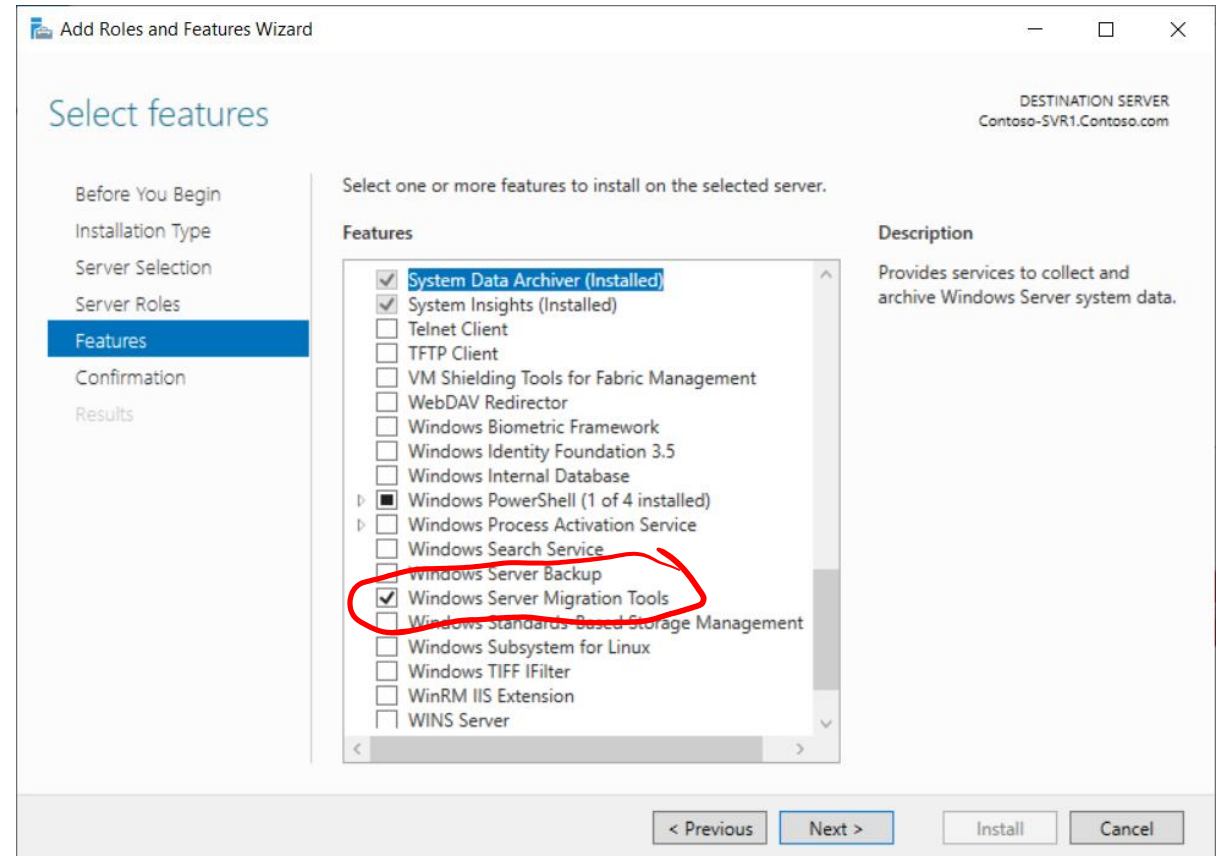 Add Roles and Features Wizard
Select features
DESTINATION SERVER
Contoso-SVR1.Contoso.com
Before You Begin
Installation Type
Server Selection
Server Roles
Features
Confirmation
Results
Select one or more features to install on the selected server.
Features
System Data Archiver (Installed)
System Insights (Installed)
Telnet Client
TFTP Client
VM Shielding Tools for Fabric Management
WebDAV Redirector
Windows Biometric Framework
Windows Identity Foundation 3.5
Windows Internal Database
Windows PowerShell (1 of 4 installed)
Windows Process Activation Service
Windows Search Service
Windows Server Backup
Windows Server Migration Tools
Windows Standards-Based Storage Management
Windows Subsystem for Linux
Windows TIFF IFilter
WinRM IIS Extension
WINS Server
Description
Provides services to collect and
archive Windows Server system data.
< Previous
Next >
Install
Cancel